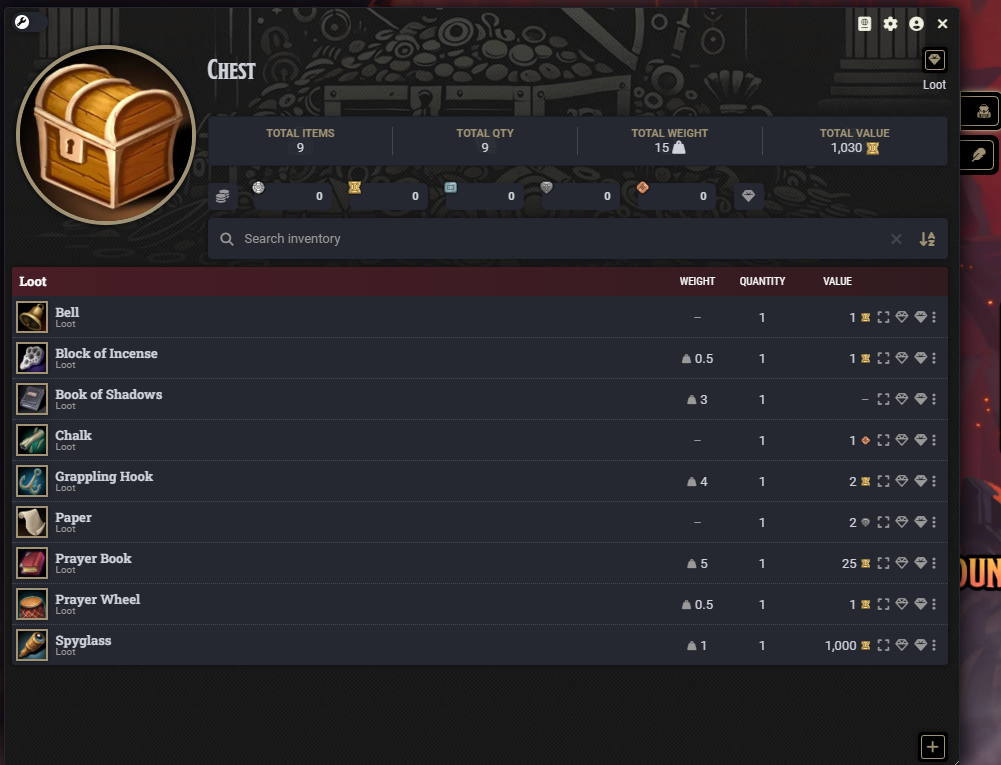 Chest
Loot
TOTAL ITEMS TOTAL QTY TOTAL WEIGHT TOTAL VALUE
9 9 15 1,030
0 0 0 0 0
Search inventory
Loot WEIGHT QUANTITY VALUE
Bell
Loot
– 1 1
Block of Incense
Loot
0.5 1 1
Book of Shadows
Loot
3 1 –
Chalk
Loot
– 1 1
Grappling Hook
Loot
4 1 2
Paper
Loot
– 1 2
Prayer Book
Loot
5 1 25
Prayer Wheel
Loot
0.5 1 1
Spyglass
Loot
1 1 1,000